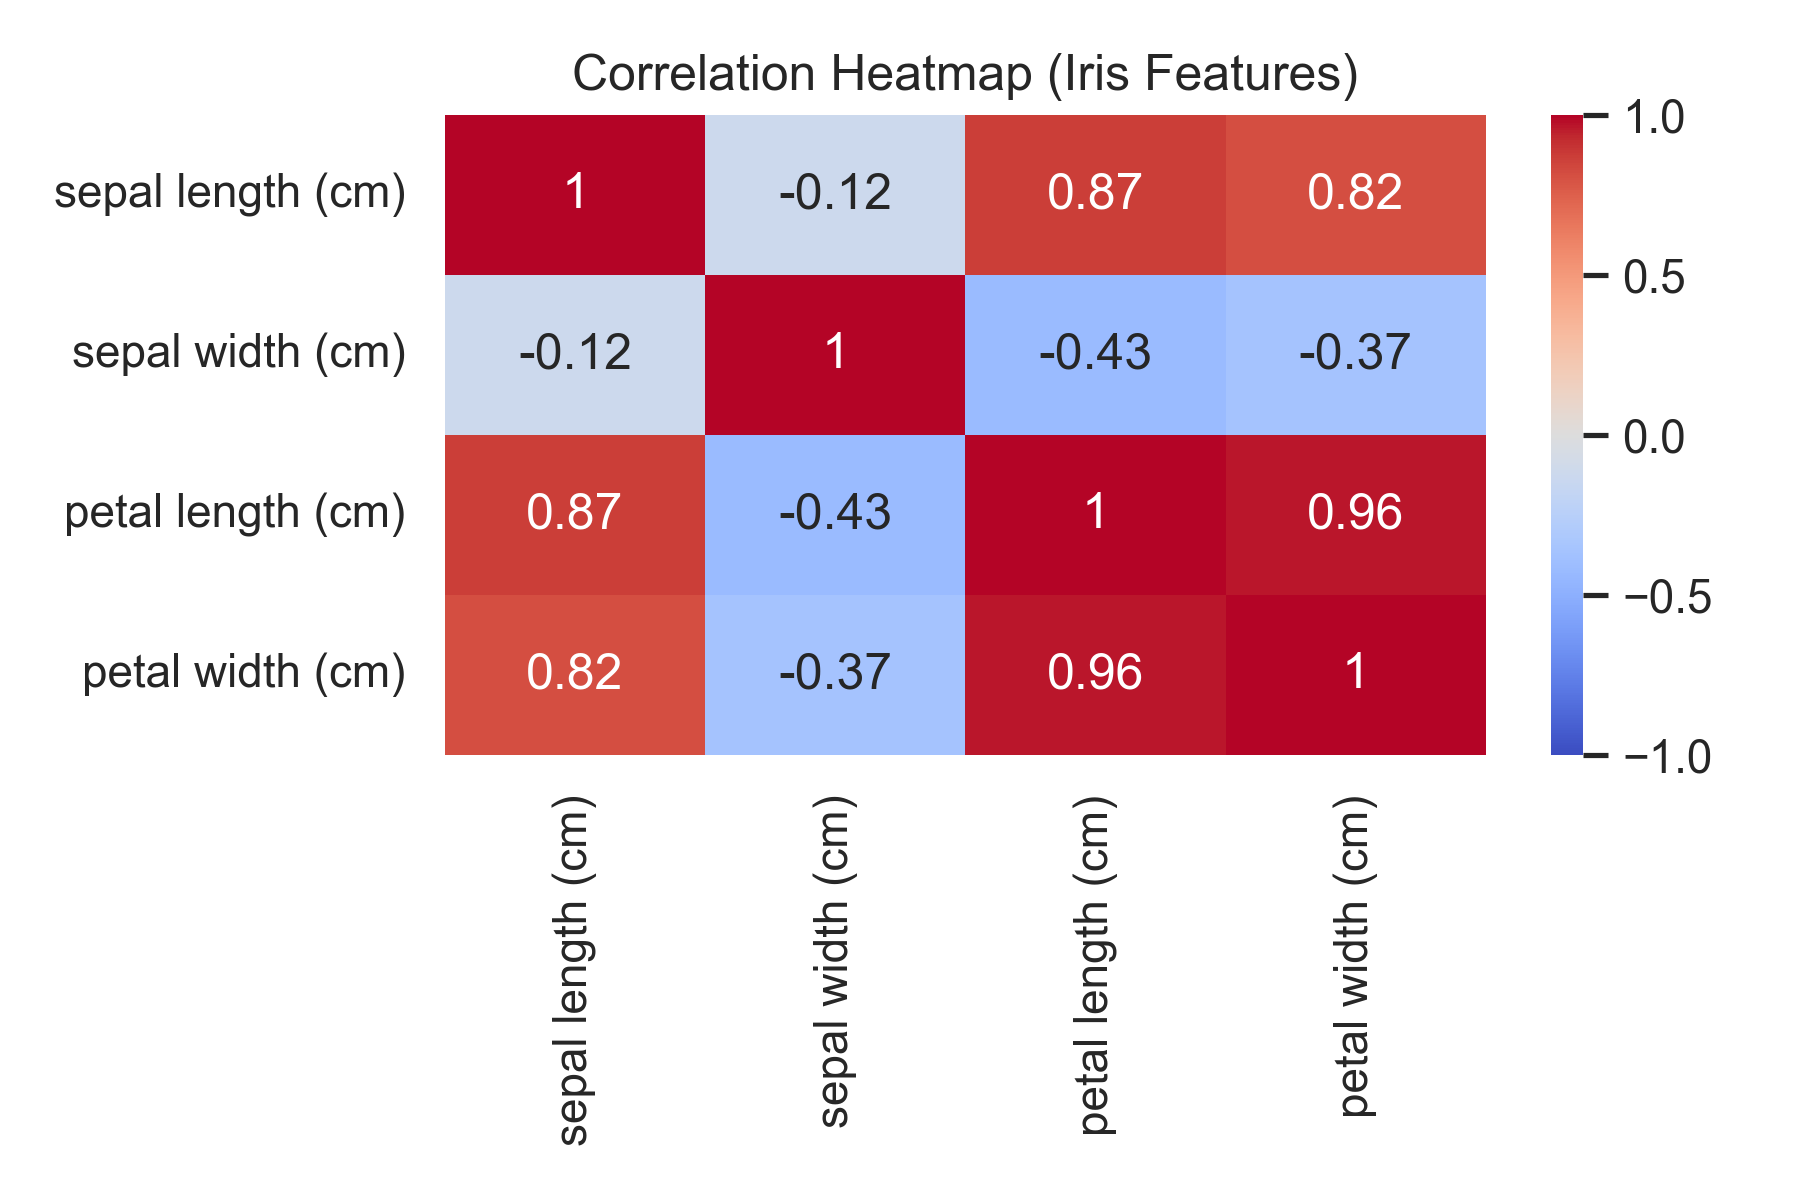 Correlation Heatmap (Iris Features)
sepal length (cm) 1 -0.12 0.87 0.82
sepal width (cm) -0.12 1 -0.43 -0.37
petal length (cm) 0.87 -0.43 1 0.96
petal width (cm) 0.82 -0.37 0.96 1
sepal length (cm)
sepal width (cm)
petal length (cm)
petal width (cm)
1.0
0.5
0.0
−0.5
−1.0